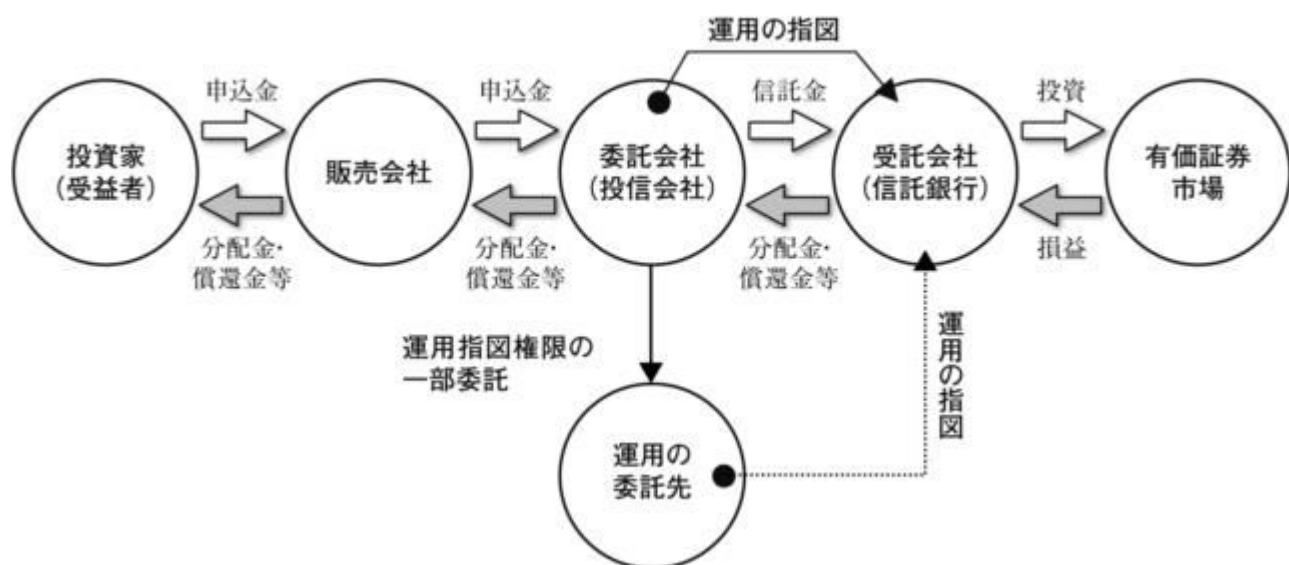 運用の指図
申込金
申込金
信託金
投資
投資家
（受益者）
販売会社
委託会社
（投信会社）
受託会社
（信託銀行）
有価証券
市場
分配金・
償還金等
分配金・
償還金等
分配金・
償還金等
損益
運用指図権限の
一部委託
運用の指図
運用の
委託先